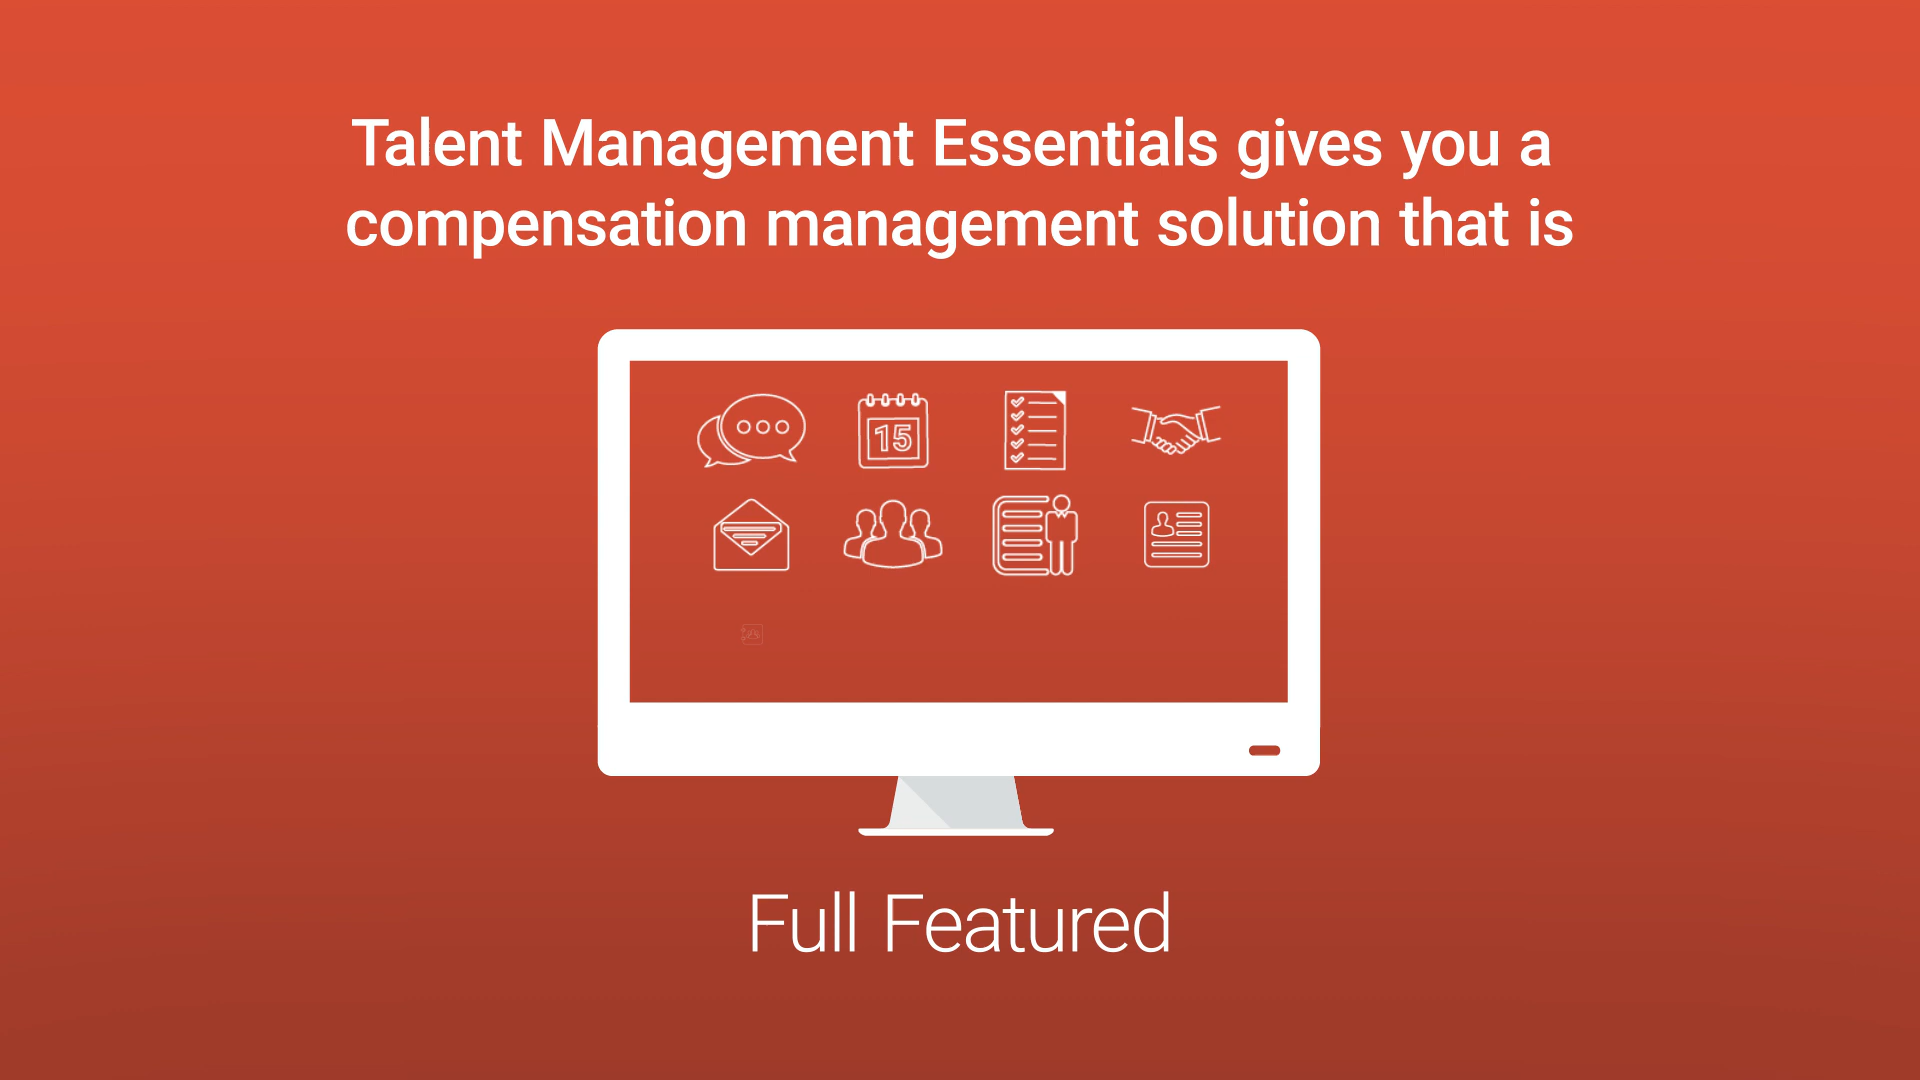 Talent Management Essentials gives you a
compensation management solution that is
15
Full Featured